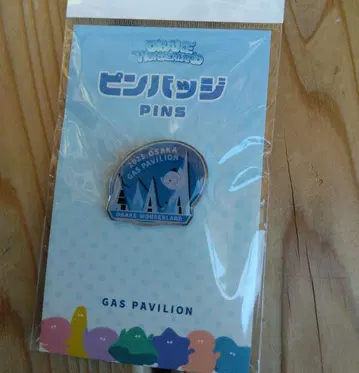 OBAKE
WONDERLAND
ピンバッジ
PINS
2025 OSAKA
GAS PAVILION
OBAKE WONDERLAND
GAS PAVILION